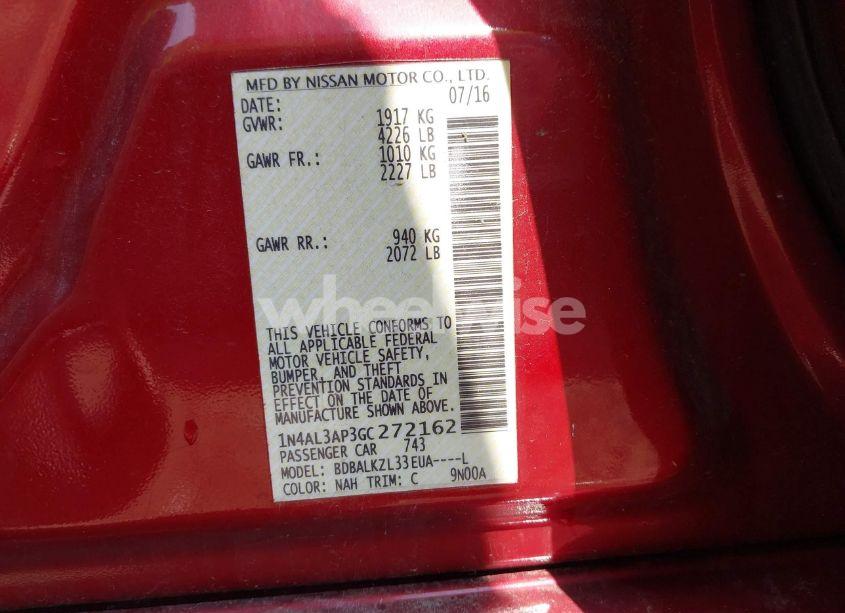 MFD BY NISSAN MOTOR CO., LTD.
DATE: 07/16
GVWR: 1917 KG
4226 LB
GAWR FR.: 1010 KG
2227 LB
GAWR RR.: 940 KG
2072 LB
wheelwise
THIS VEHICLE CONFORMS TO
ALL APPLICABLE FEDERAL
MOTOR VEHICLE SAFETY,
BUMPER, AND THEFT
PREVENTION STANDARDS IN
EFFECT ON THE DATE OF
MANUFACTURE SHOWN ABOVE.
1N4AL3AP3GC272162
PASSENGER CAR 743
MODEL: BDBALKZL33EUA----L
COLOR: NAH TRIM: C 9N00A